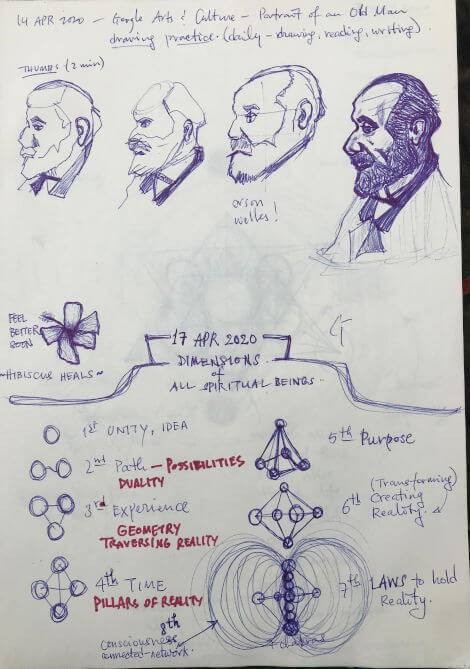 14 APR 2020 — Google Arts & Culture — Portrait of an Old Man
drawing practice. (daily – drawing, reading, writing).
THUMBS (2 min)
orson
welles!
FEEL
BETTER
SOON
~HIBISCUS HEALS~
17 APR 2020
DIMENSIONS
of
ALL SPIRITUAL BEINGS.
1st UNITY, IDEA
2nd Path — POSSIBILITIES
DUALITY
3rd Experience
GEOMETRY
TRAVERSING REALITY
4th TIME
PILLARS OF REALITY
5th Purpose
(Transforming)
6th Creating
Reality.
7th LAWS to hold
Reality.
8th
Consciousness
connected-network.
7 chakras